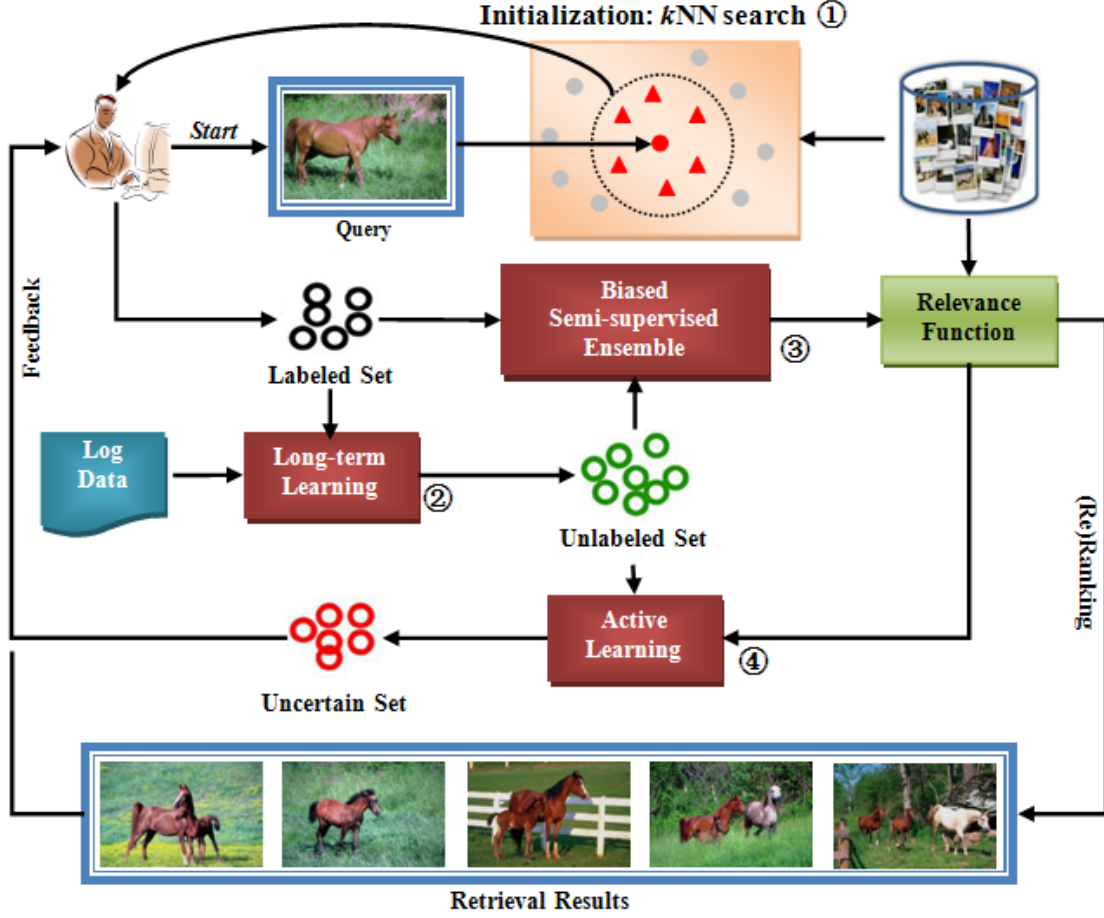 Initialization: kNN search ①
Start
Query
Feedback
Biased
Semi-supervised
Ensemble
③
Relevance
Function
Labeled Set
Log
Data
Long-term
Learning
②
Unlabeled Set
(Re)Ranking
Active
Learning
④
Uncertain Set
Retrieval Results